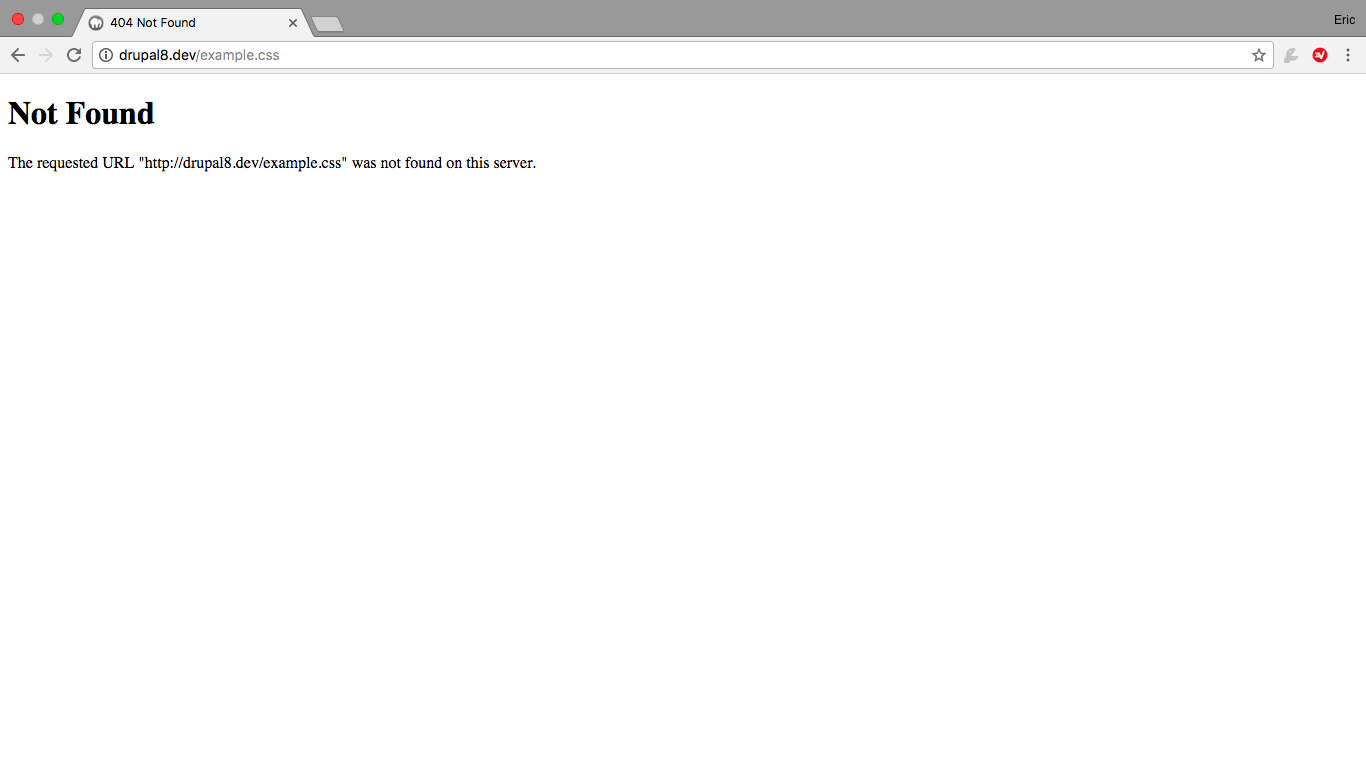 404 Not Found
Eric
drupal8.dev/example.css
Not Found
The requested URL "http://drupal8.dev/example.css" was not found on this server.